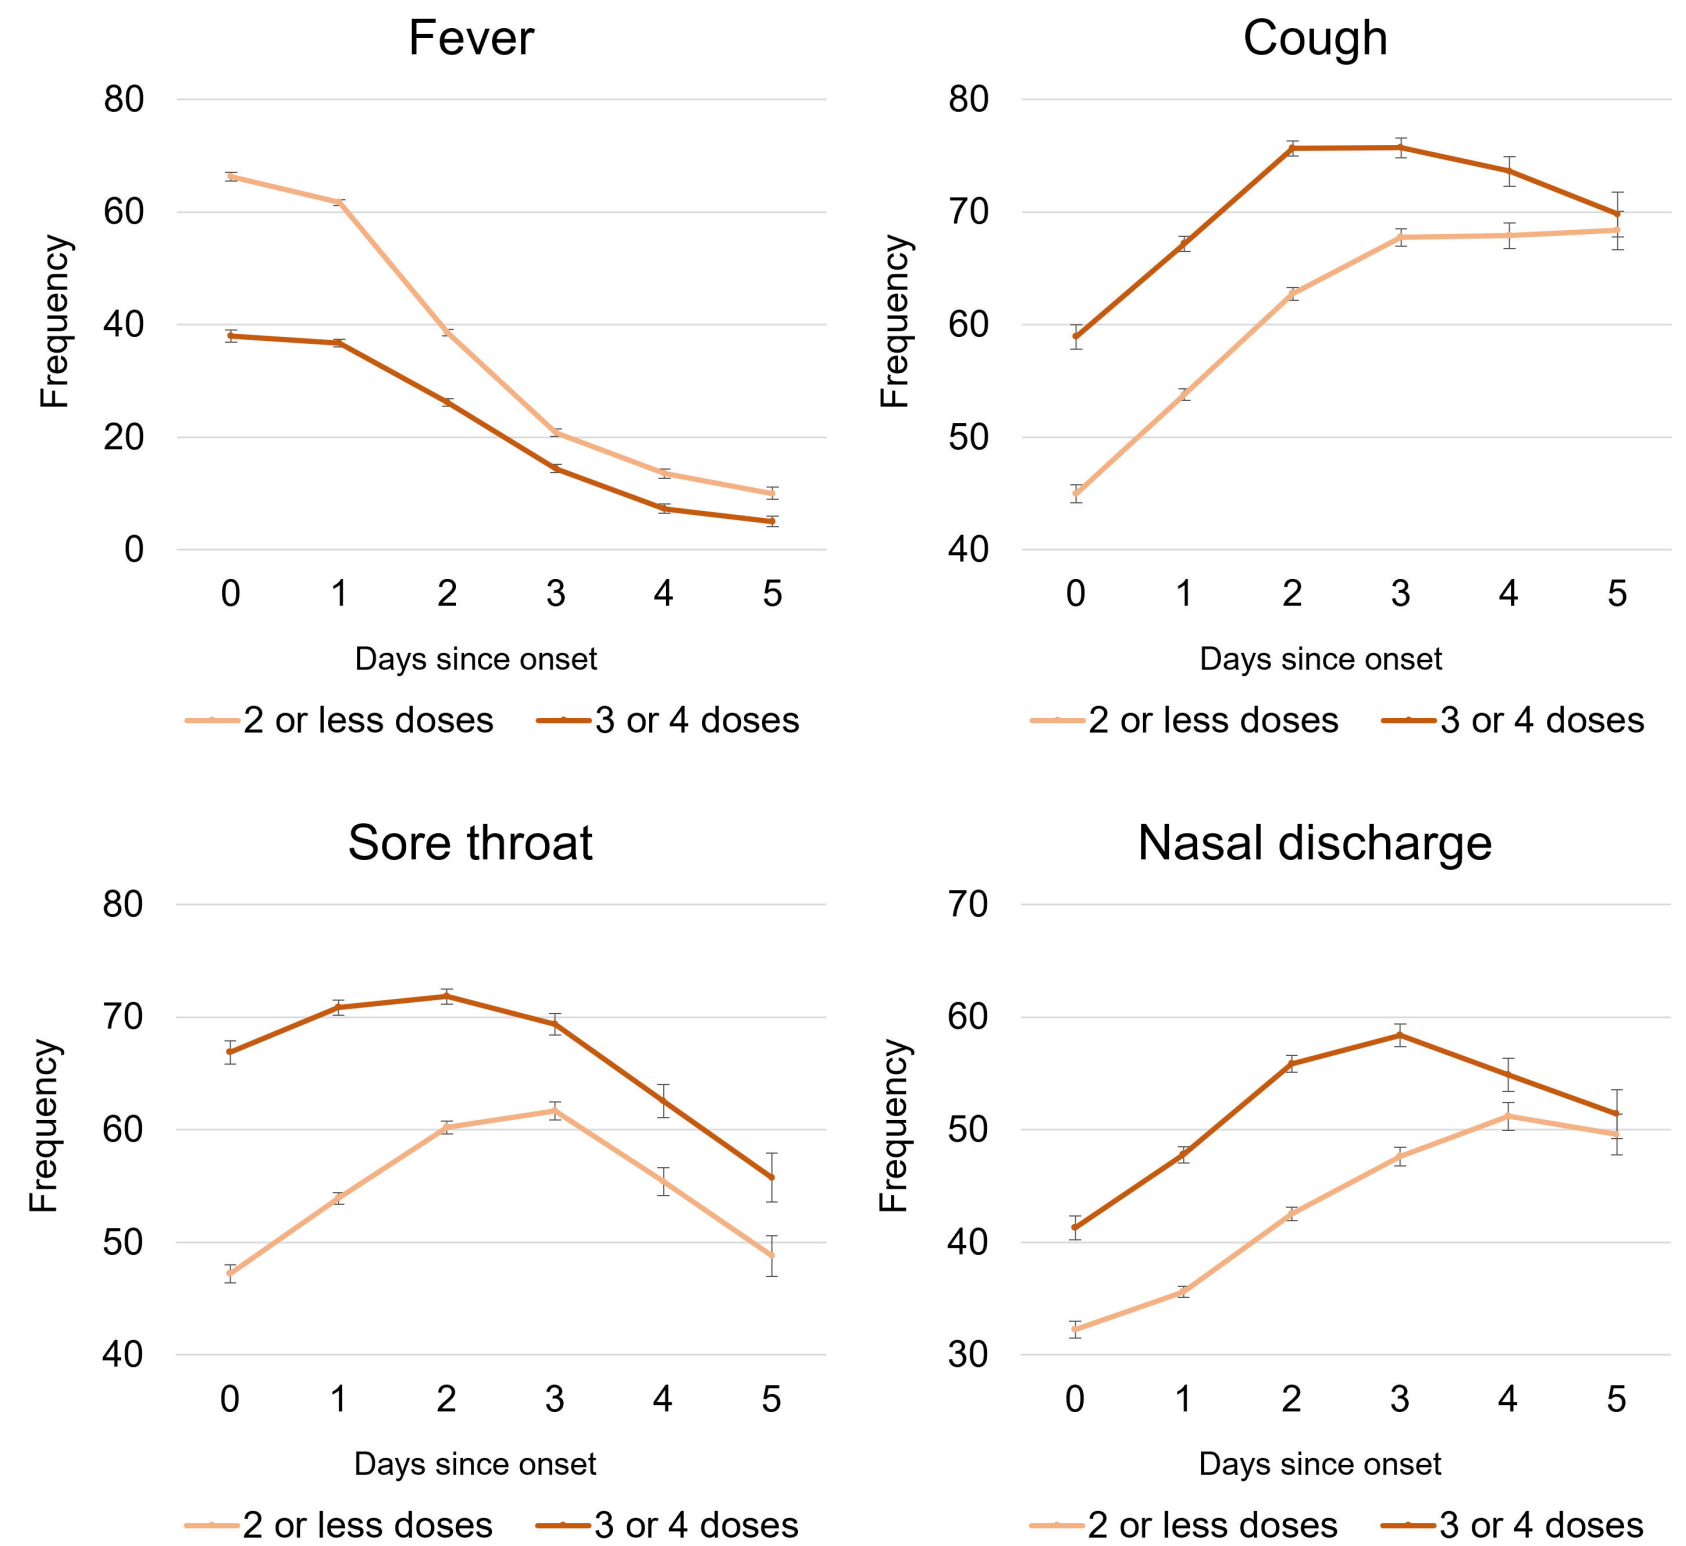 Fever
80
60
40
20
0
Frequency
0 1 2 3 4 5
Days since onset
2 or less doses 3 or 4 doses
Cough
80
70
60
50
40
Frequency
0 1 2 3 4 5
Days since onset
2 or less doses 3 or 4 doses
Sore throat
80
70
60
50
40
Frequency
0 1 2 3 4 5
Days since onset
2 or less doses 3 or 4 doses
Nasal discharge
70
60
50
40
30
Frequency
0 1 2 3 4 5
Days since onset
2 or less doses 3 or 4 doses